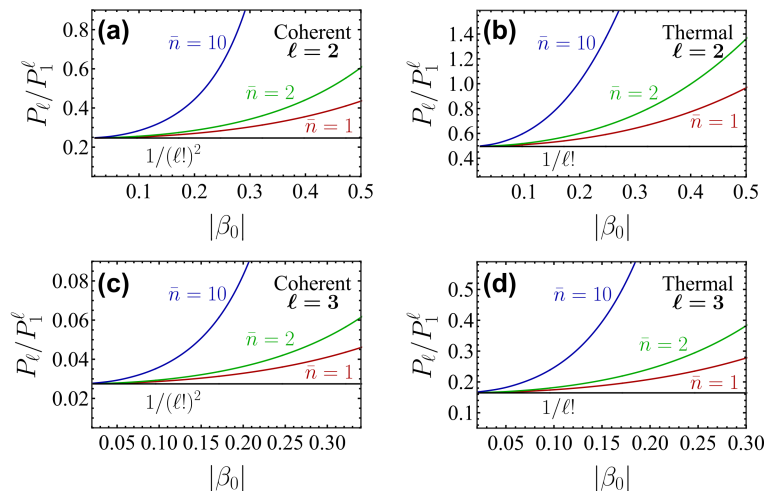 (a)
Coherent
ℓ = 2
n̄ = 10
n̄ = 2
n̄ = 1
1/(ℓ!)²
P_ℓ/P_1^ℓ
0.8
0.6
0.4
0.2
0.1 0.2 0.3 0.4 0.5
|β₀|
(b)
Thermal
ℓ = 2
n̄ = 10
n̄ = 2
n̄ = 1
1/ℓ!
P_ℓ/P_1^ℓ
1.4
1.2
1.0
0.8
0.6
0.4
0.1 0.2 0.3 0.4 0.5
|β₀|
(c)
Coherent
ℓ = 3
n̄ = 10
n̄ = 2
n̄ = 1
1/(ℓ!)²
P_ℓ/P_1^ℓ
0.08
0.06
0.04
0.02
0.05 0.10 0.15 0.20 0.25 0.30
|β₀|
(d)
Thermal
ℓ = 3
n̄ = 10
n̄ = 2
n̄ = 1
1/ℓ!
P_ℓ/P_1^ℓ
0.5
0.4
0.3
0.2
0.1
0.05 0.10 0.15 0.20 0.25 0.30
|β₀|